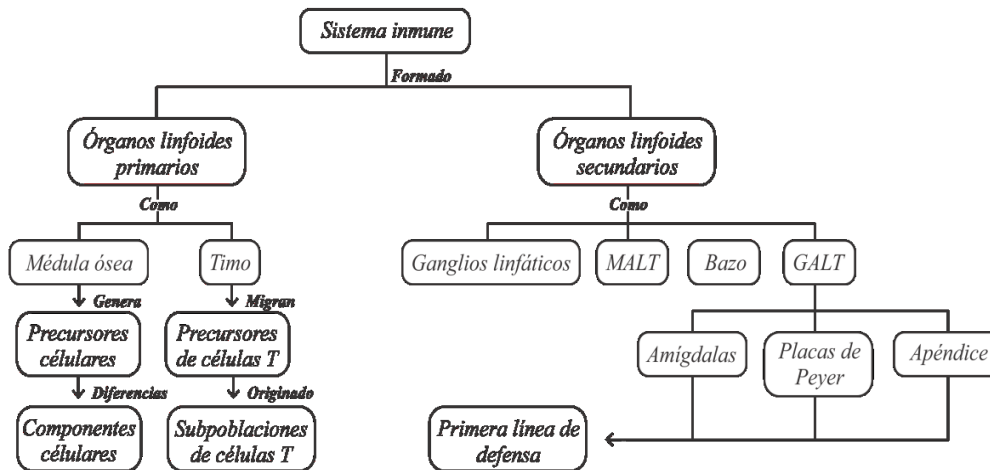 Sistema inmune
Formado
Órganos linfoides
primarios
Órganos linfoides
secundarios
Como
Como
Médula ósea
Timo
Ganglios linfáticos
MALT
Bazo
GALT
Genera
Migran
Precursores
célulares
Precursores
de células T
Amígdalas
Placas de
Peyer
Apéndice
Diferencias
Originado
Componentes
célulares
Subpoblaciones
de células T
Primera línea de
defensa